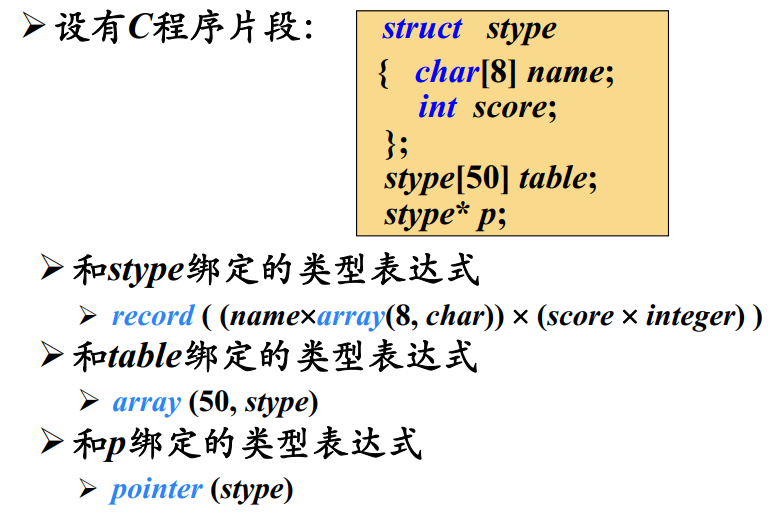 ➢ 设有C程序片段:
struct stype
{ char[8] name;
int score;
};
stype[50] table;
stype* p;
➢ 和stype绑定的类型表达式
➢ record ( (name×array(8, char)) × (score × integer) )
➢ 和table绑定的类型表达式
➢ array (50, stype)
➢ 和p绑定的类型表达式
➢ pointer (stype)